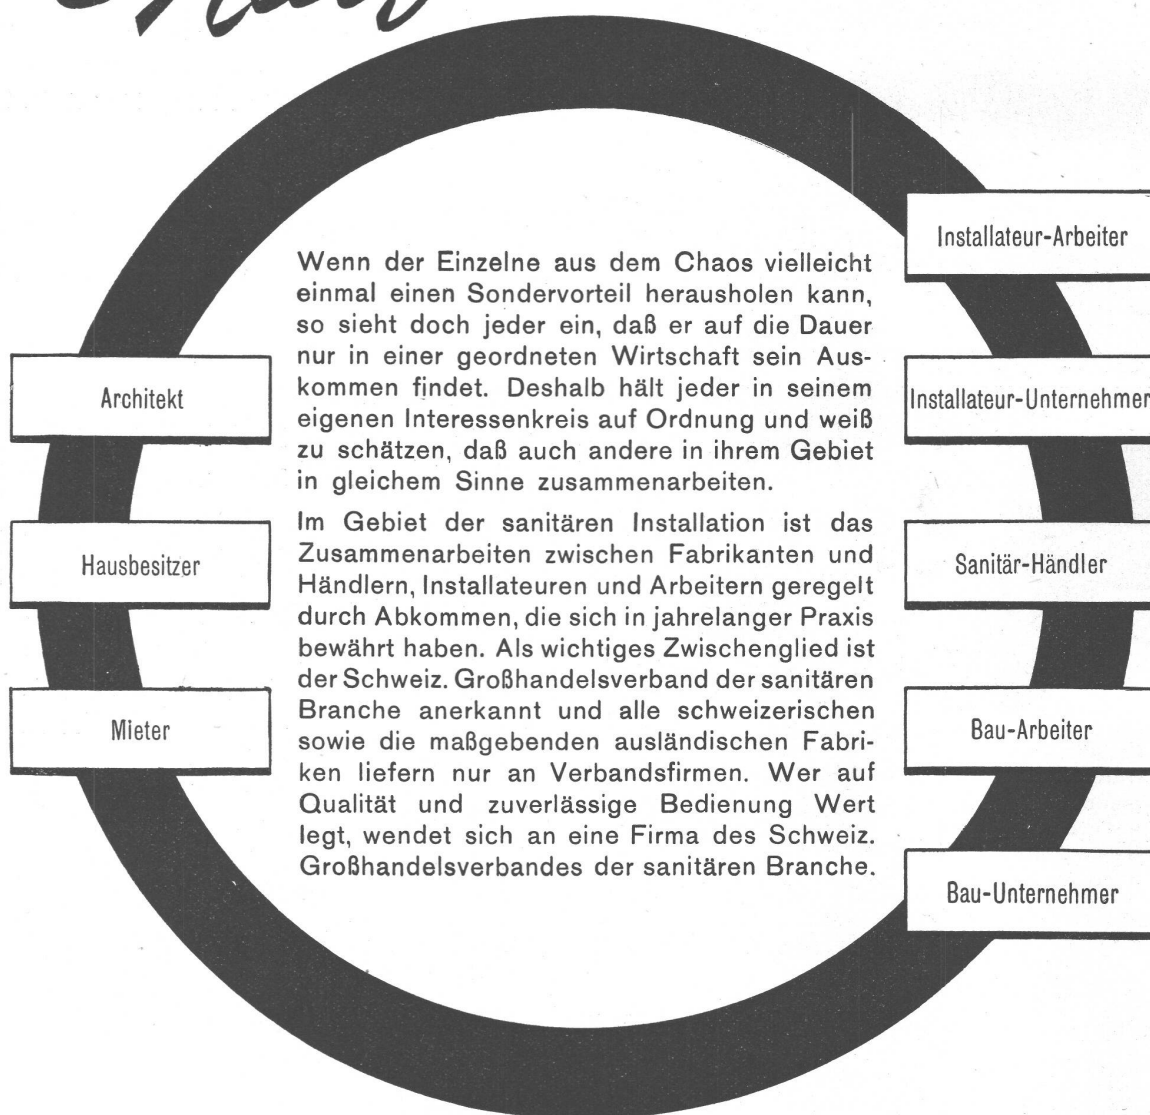 Wenn der Einzelne aus dem Chaos vielleicht
einmal einen Sondervorteil herausholen kann,
so sieht doch jeder ein, daß er auf die Dauer
nur in einer geordneten Wirtschaft sein Aus-
kommen findet. Deshalb hält jeder in seinem
eigenen Interessenkreis auf Ordnung und weiß
zu schätzen, daß auch andere in ihrem Gebiet
in gleichem Sinne zusammenarbeiten.
Im Gebiet der sanitären Installation ist das
Zusammenarbeiten zwischen Fabrikanten und
Händlern, Installateuren und Arbeitern geregelt
durch Abkommen, die sich in jahrelanger Praxis
bewährt haben. Als wichtiges Zwischenglied ist
der Schweiz. Großhandelsverband der sanitären
Branche anerkannt und alle schweizerischen
sowie die maßgebenden ausländischen Fabri-
ken liefern nur an Verbandsfirmen. Wer auf
Qualität und zuverlässige Bedienung Wert
legt, wendet sich an eine Firma des Schweiz.
Großhandelsverbandes der sanitären Branche.
Architekt
Hausbesitzer
Mieter
Installateur-Arbeiter
Installateur-Unternehmer
Sanitär-Händler
Bau-Arbeiter
Bau-Unternehmer